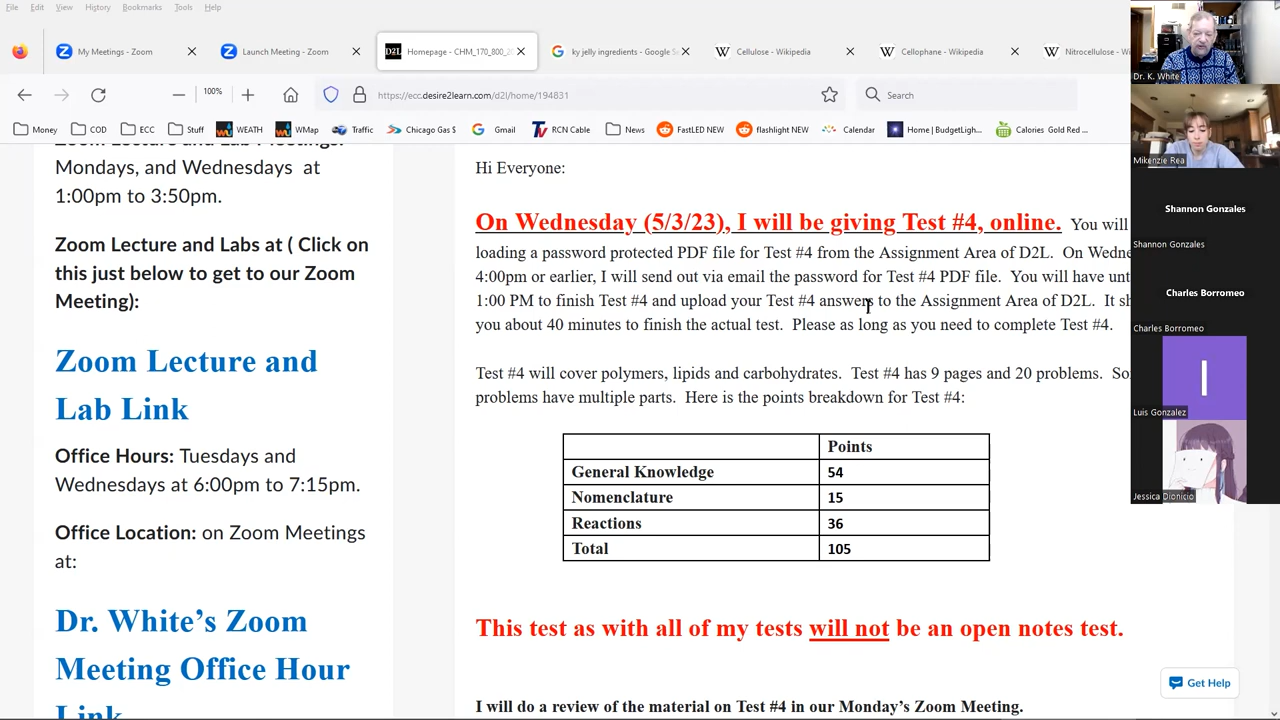 File Edit View History Bookmarks Tools Help
My Meetings - Zoom
Launch Meeting - Zoom
D2L Homepage - CHM_170_800_20
ky jelly ingredients - Google S
Cellulose - Wikipedia
Cellophane - Wikipedia
Nitrocellulose - Wi
100%
https://ecc.desire2learn.com/d2l/home/194831
Search
Money COD ECC Stuff WEATH WMap Traffic Chicago Gas $ Gmail RCN Cable News FastLED NEW flashlight NEW Calendar Home | BudgetLigh... Calories Gold Red ...
Zoom Lecture and Lab Meetings:
Mondays, and Wednesdays at
1:00pm to 3:50pm.
Zoom Lecture and Labs at ( Click on
this just below to get to our Zoom
Meeting):
Zoom Lecture and
Lab Link
Office Hours: Tuesdays and
Wednesdays at 6:00pm to 7:15pm.
Office Location: on Zoom Meetings
at:
Dr. White’s Zoom
Meeting Office Hour
Link
Hi Everyone:
On Wednesday (5/3/23), I will be giving Test #4, online. You will
loading a password protected PDF file for Test #4 from the Assignment Area of D2L. On Wedne
4:00pm or earlier, I will send out via email the password for Test #4 PDF file. You will have unt
1:00 PM to finish Test #4 and upload your Test #4 answers to the Assignment Area of D2L. It sh
you about 40 minutes to finish the actual test. Please as long as you need to complete Test #4.
Test #4 will cover polymers, lipids and carbohydrates. Test #4 has 9 pages and 20 problems. So
problems have multiple parts. Here is the points breakdown for Test #4:
Points
General Knowledge 54
Nomenclature 15
Reactions 36
Total 105
This test as with all of my tests will not be an open notes test.
I will do a review of the material on Test #4 in our Monday’s Zoom Meeting.
Get Help
Dr. K. White
Mikenzie Rea
Shannon Gonzales
Shannon Gonzales
Charles Borromeo
Charles Borromeo
I
Luis Gonzalez
Jessica Dionicio